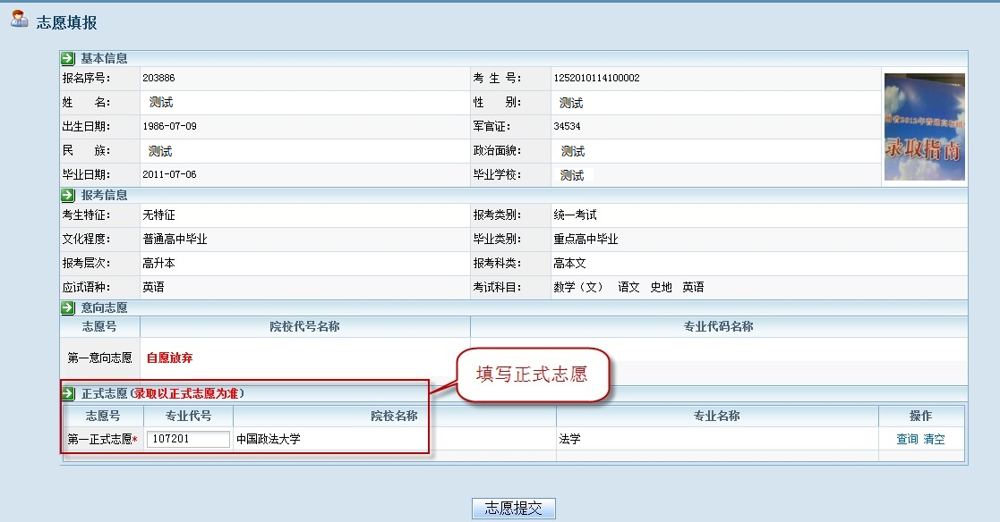 志愿填报
基本信息
报名序号： 203886 考 生 号： 1252010114100002
姓 名： 测试 性 别： 测试
出生日期： 1986-07-09 军官证： 34534
民 族： 测试 政治面貌： 测试
毕业日期： 2011-07-06 毕业学校： 测试
省2012年普通高校招
录取指南
报考信息
考生特征： 无特征 报考类别： 统一考试
文化程度： 普通高中毕业 毕业类别： 重点高中毕业
报考层次： 高升本 报考科类： 高本文
应试语种： 英语 考试科目： 数学（文） 语文 史地 英语
意向志愿
志愿号 院校代号名称 专业代码名称
第一意向志愿 自愿放弃
填写正式志愿
正式志愿(录取以正式志愿为准)
志愿号 专业代号 院校名称 专业名称 操作
第一正式志愿* 107201 中国政法大学 法学 查询 清空
志愿提交